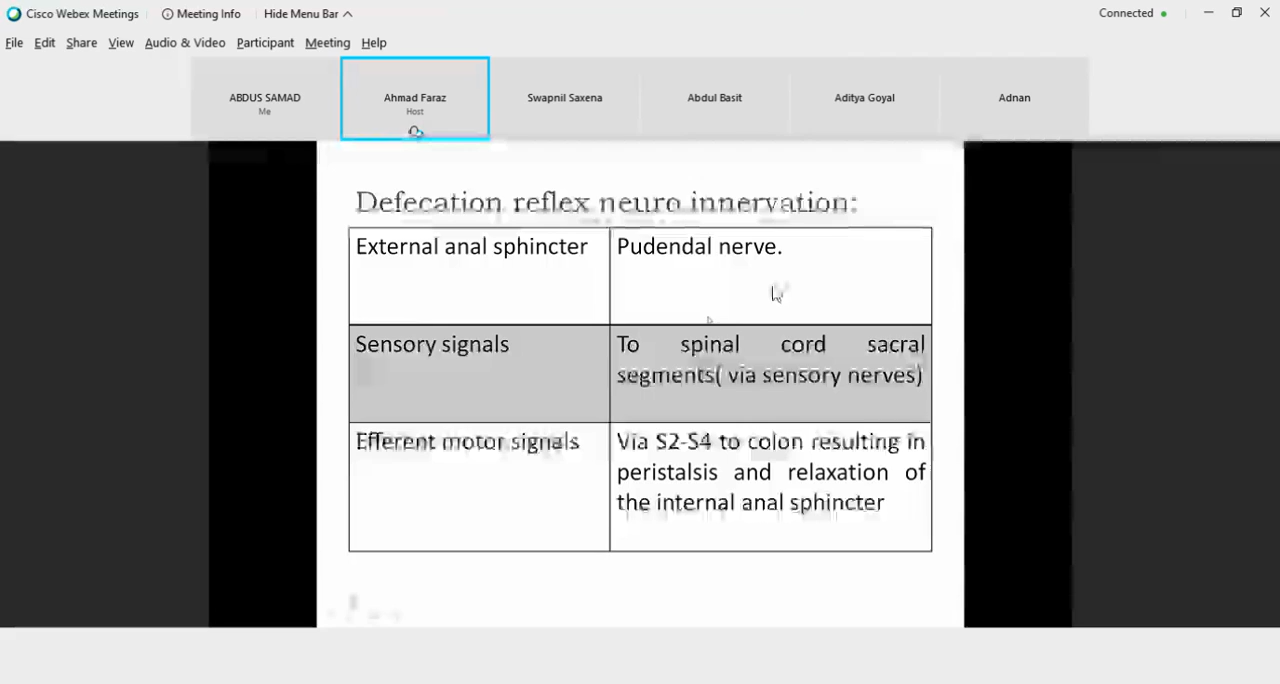 Cisco Webex Meetings Meeting Info Hide Menu Bar Connected
File Edit Share View Audio & Video Participant Meeting Help
ABDUS SAMAD Ahmad Faraz Swapnil Saxena Abdul Basit Aditya Goyal Adnan
Me Host
Defecation reflex neuro innervation:
External anal sphincter Pudendal nerve.
Sensory signals To spinal cord sacral
segments( via sensory nerves)
Efferent motor signals Via S2-S4 to colon resulting in
peristalsis and relaxation of
the internal anal sphincter